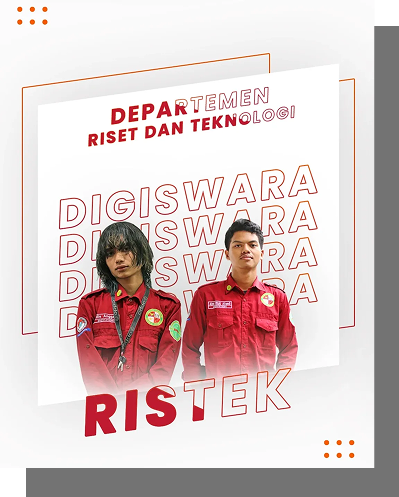 DEPARTEMEN
RISET DAN TEKNOLOGI
DIGISWARA
DIGISWARA
DIGISWARA
DIGISWARA
RISTEK